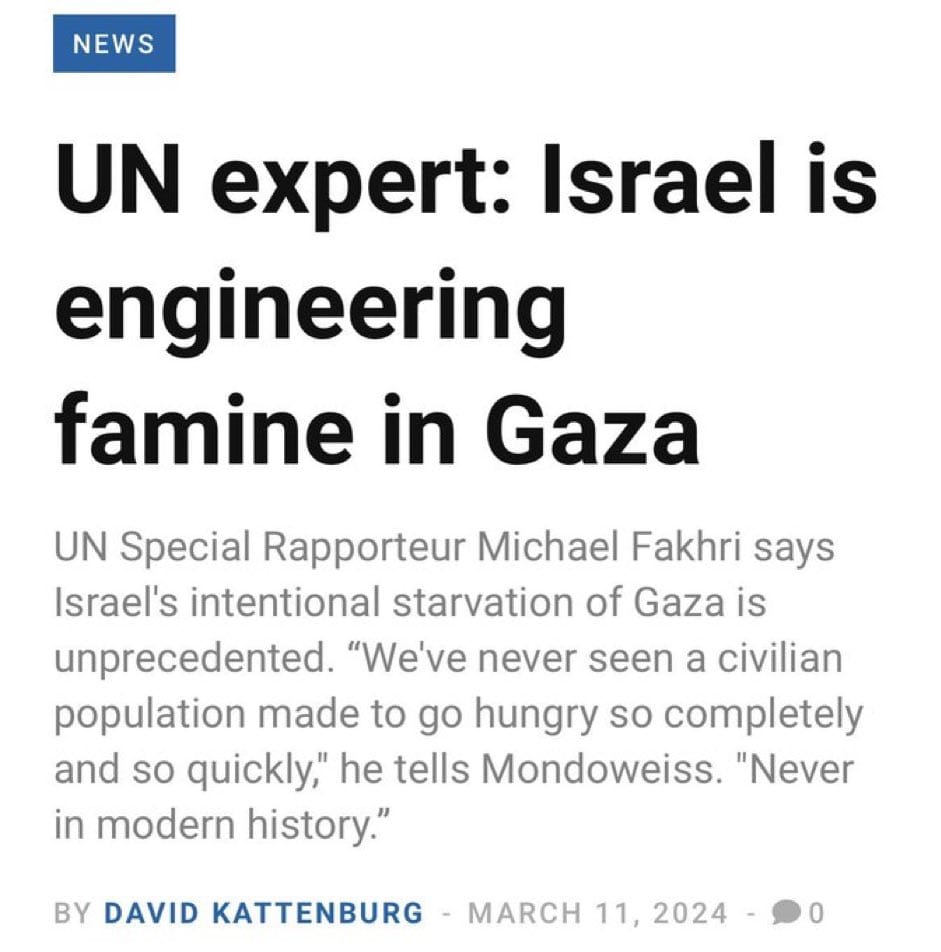 NEWS
UN expert: Israel is
engineering
famine in Gaza
UN Special Rapporteur Michael Fakhri says
Israel's intentional starvation of Gaza is
unprecedented. “We've never seen a civilian
population made to go hungry so completely
and so quickly," he tells Mondoweiss. "Never
in modern history.”
BY DAVID KATTENBURG - MARCH 11, 2024 - 0